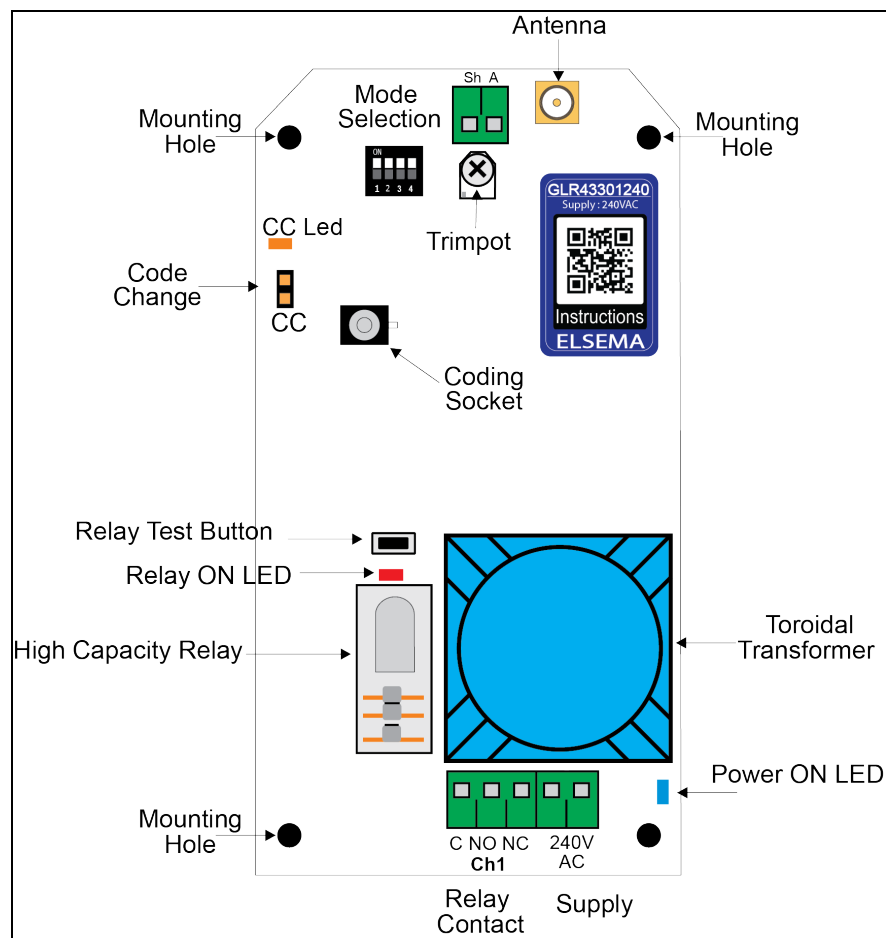 Antenna
Sh A
Mode
Selection
Mounting
Hole
Mounting
Hole
ON
1 2 3 4
GLR43301240
Supply : 240VAC
Trimpot
CC Led
Code
Change
CC
Instructions
ELSEMA
Coding
Socket
Relay Test Button
Relay ON LED
High Capacity Relay
Toroidal
Transformer
Power ON LED
Mounting
Hole
C NO NC
Ch1
240V
AC
Relay
Contact
Supply